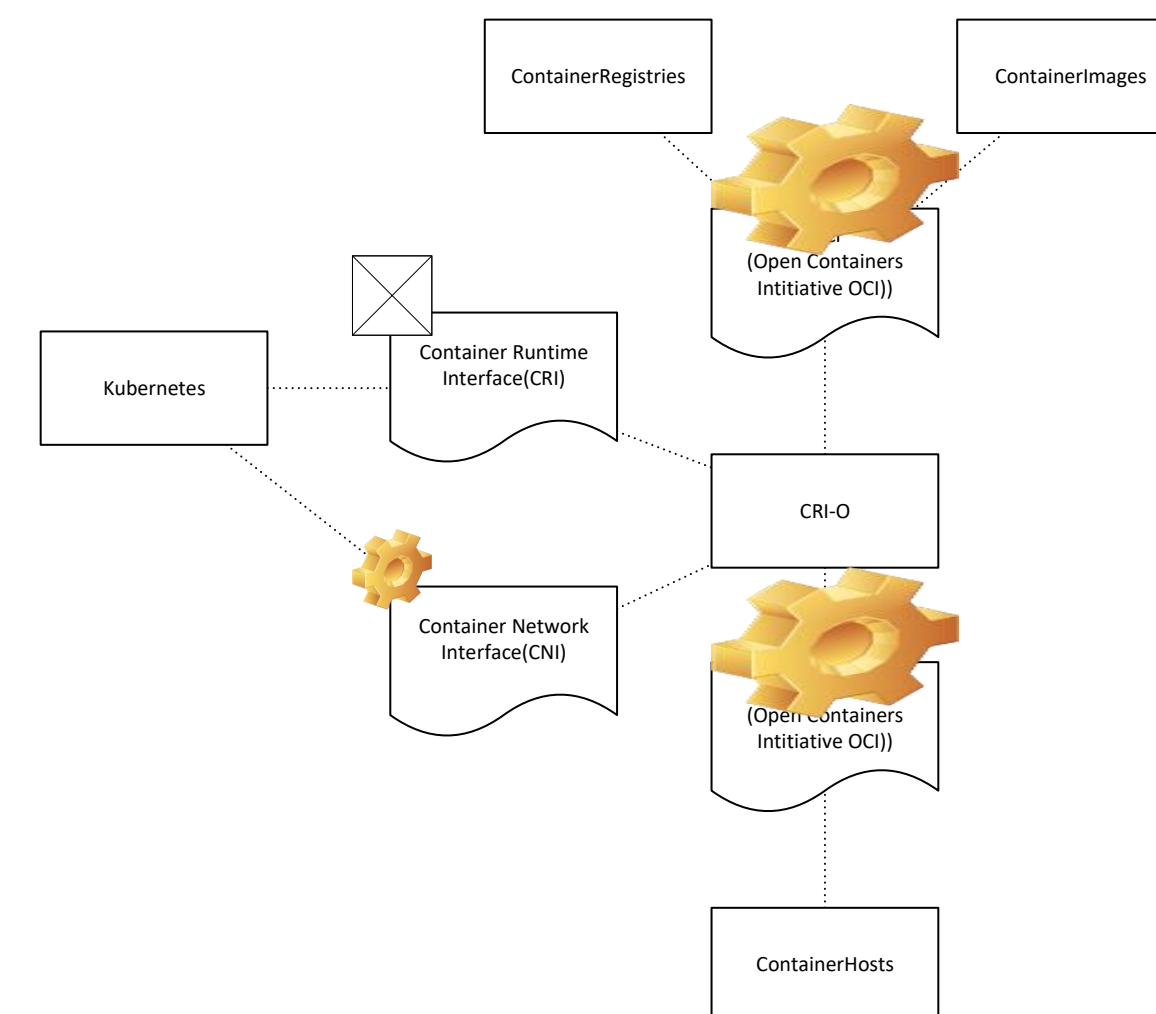 ContainerRegistries
ContainerImages
(Open Containers
Intitiative OCI))
Container Runtime
Interface(CRI)
Kubernetes
CRI-O
Container Network
Interface(CNI)
(Open Containers
Intitiative OCI))
ContainerHosts